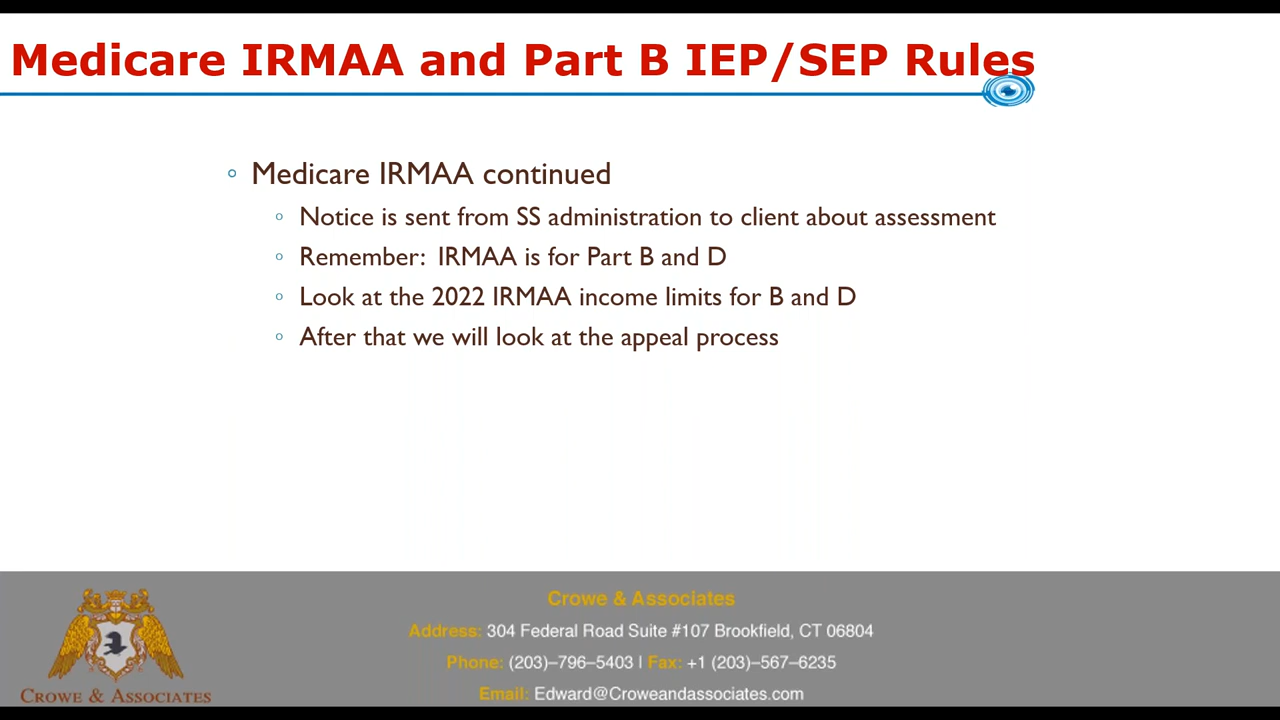 Medicare IRMAA and Part B IEP/SEP Rules
Medicare IRMAA continued
Notice is sent from SS administration to client about assessment
Remember: IRMAA is for Part B and D
Look at the 2022 IRMAA income limits for B and D
After that we will look at the appeal process
Crowe & Associates
Address: 304 Federal Road Suite #107 Brookfield, CT 06804
Phone: (203)–796–5403 | Fax: +1 (203)–567–6235
Email: Edward@Croweandassociates.com
Crowe & Associates